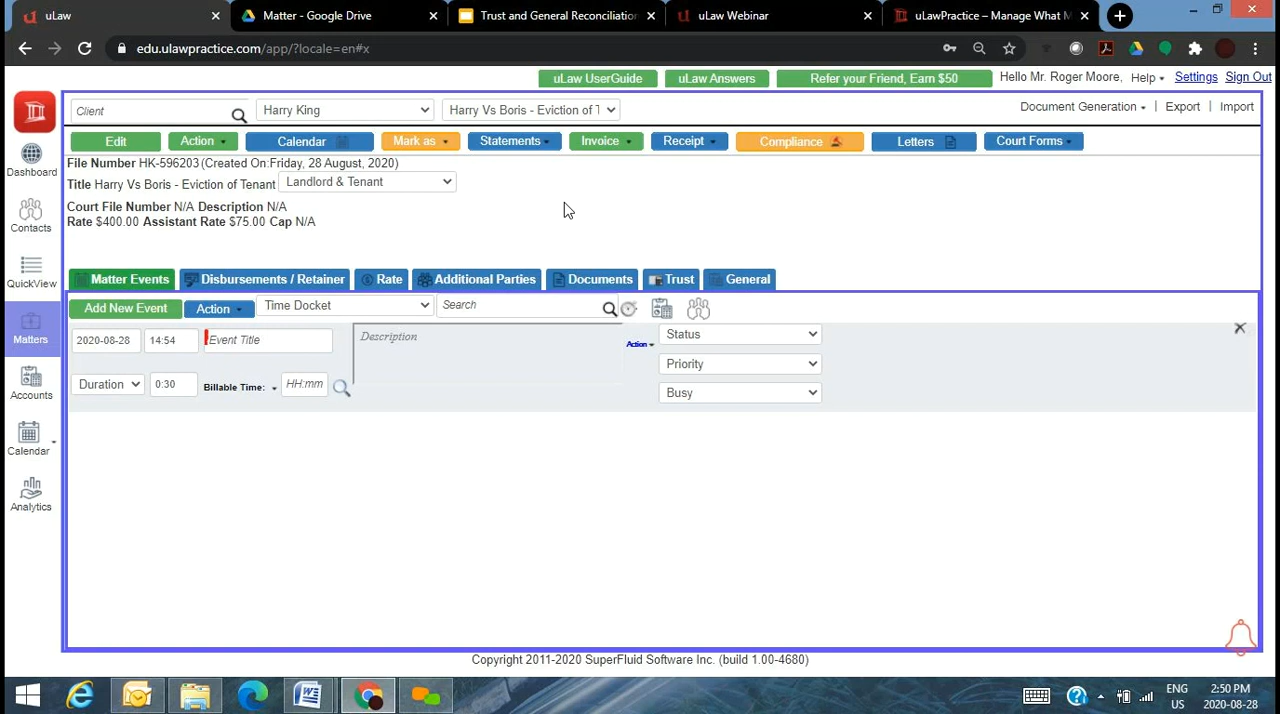 uLaw
Matter - Google Drive
Trust and General Reconciliation
uLaw Webinar
uLawPractice – Manage What M
edu.ulawpractice.com/app/?locale=en#x
uLaw UserGuide
uLaw Answers
Refer your Friend, Earn $50
Hello Mr. Roger Moore,
Help
Settings
Sign Out
Client
Harry King
Harry Vs Boris - Eviction of T
Document Generation
Export
Import
Edit
Action
Calendar
Mark as
Statements
Invoice
Receipt
Compliance
Letters
Court Forms
File Number HK-596203 (Created On:Friday, 28 August, 2020)
Title Harry Vs Boris - Eviction of Tenant
Landlord & Tenant
Court File Number N/A Description N/A
Rate $400.00 Assistant Rate $75.00 Cap N/A
Dashboard
Contacts
QuickView
Matters
Accounts
Calendar
Analytics
Matter Events
Disbursements / Retainer
Rate
Additional Parties
Documents
Trust
General
Add New Event
Action
Time Docket
Search
2020-08-28
14:54
Event Title
Description
Action
Status
Priority
Busy
Duration
0:30
Billable Time:
HH:mm
Copyright 2011-2020 SuperFluid Software Inc. (build 1.00-4680)
ENG
US
2:50 PM
2020-08-28